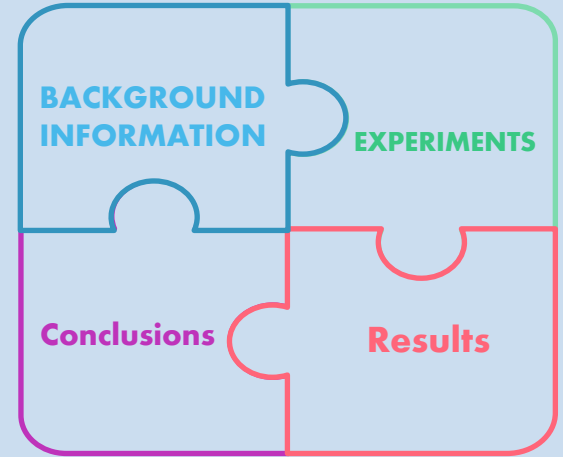 BACKGROUND
INFORMATION
EXPERIMENTS
Conclusions
Results